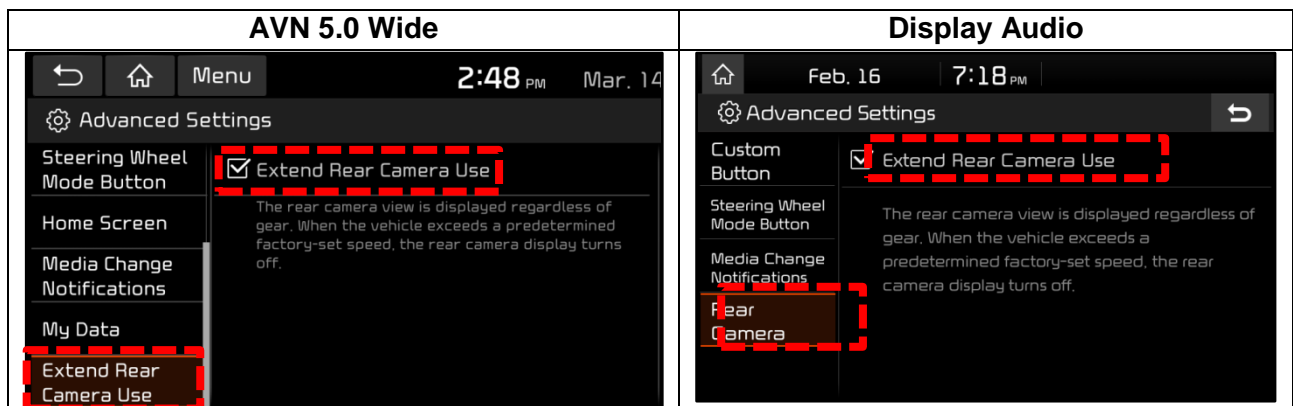 AVN 5.0 Wide
Menu
2:48 PM
Mar. 14
Advanced Settings
Steering Wheel
Mode Button
Home Screen
Media Change
Notifications
My Data
Extend Rear
Camera Use
Extend Rear Camera Use
The rear camera view is displayed regardless of
gear. When the vehicle exceeds a predetermined
factory-set speed, the rear camera display turns
off.
Display Audio
Feb. 16
7:18 PM
Advanced Settings
Custom
Button
Steering Wheel
Mode Button
Media Change
Notifications
Rear
Camera
Extend Rear Camera Use
The rear camera view is displayed regardless of
gear. When the vehicle exceeds a
predetermined factory-set speed, the rear
camera display turns off.